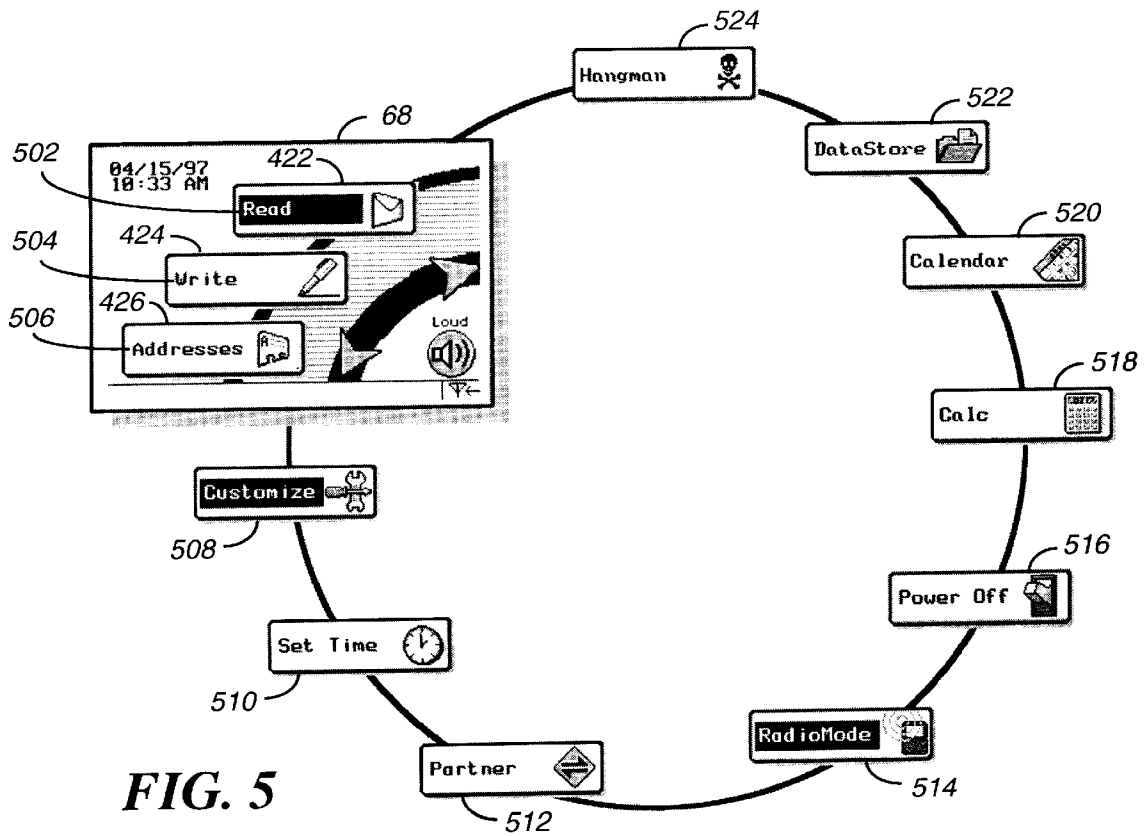 524
Hangman
522
DataStore
68
502
04/15/97
10:33 AM
422
Read
520
Calendar
504
424
Write
426
506
Addresses
Loud
A
518
Calc
Customize
508
516
Power Off
Set Time
510
RadioMode
514
Partner
512
FIG. 5